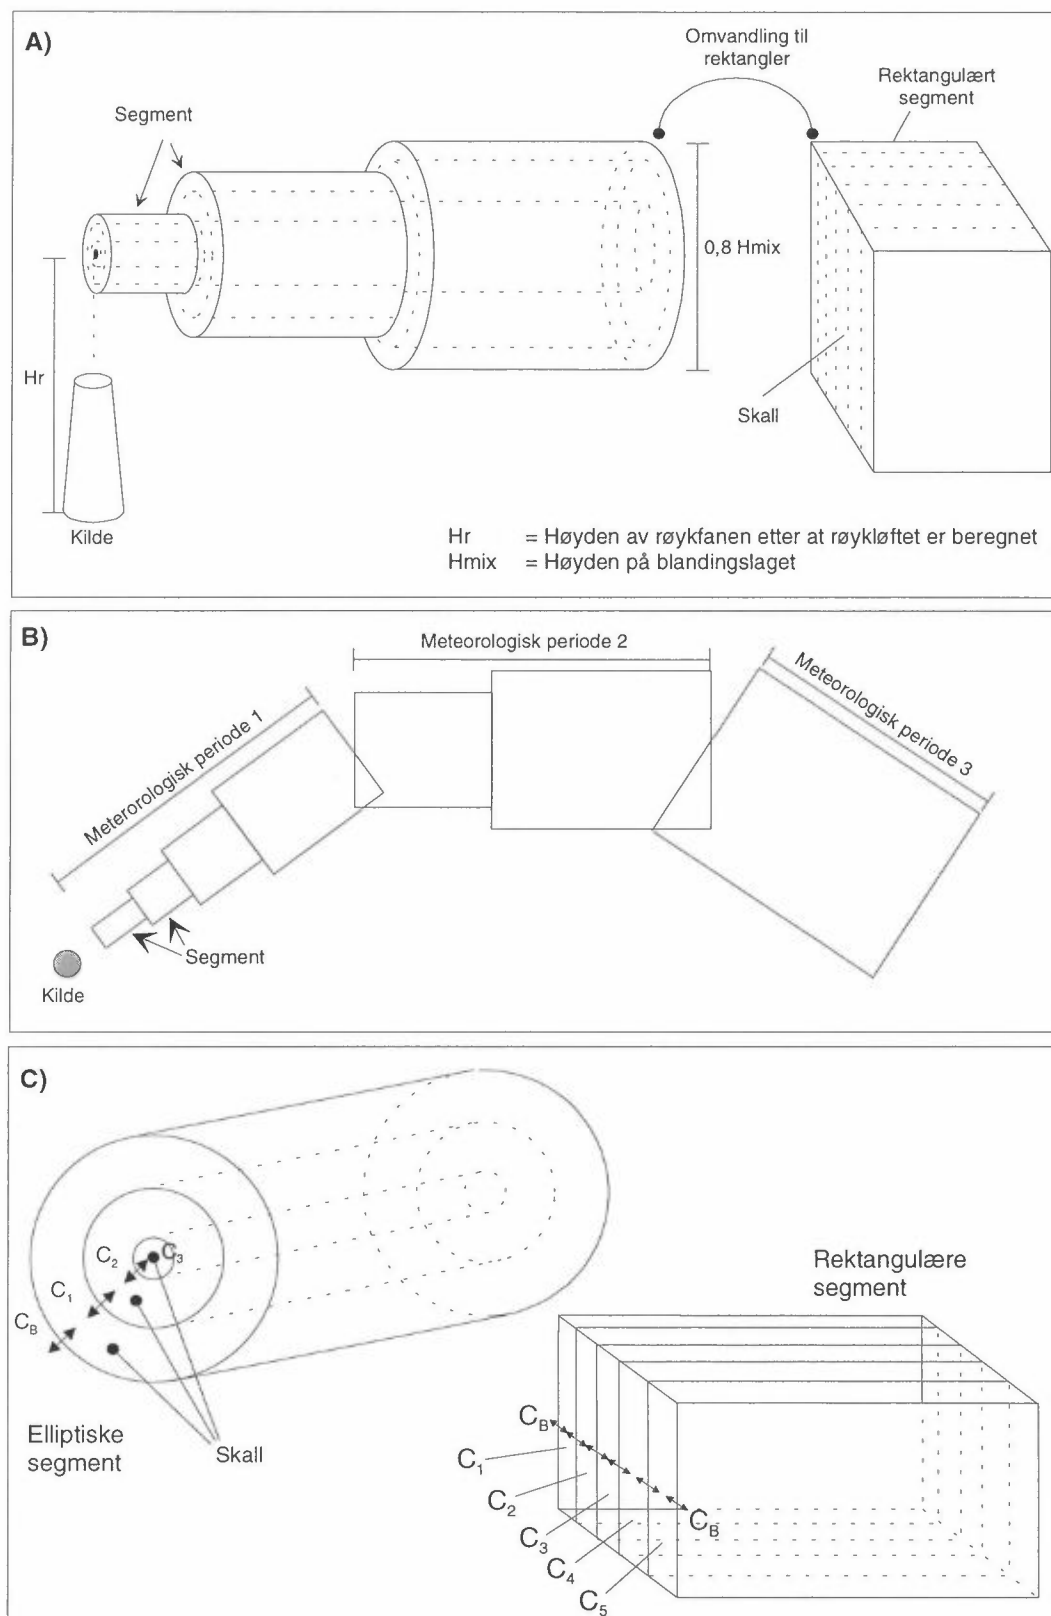 A)
Omvandling til
rektangler
Rektangulært
segment
Segment
0,8 Hmix
Hr
Skall
Kilde
Hr = Høyden av røykfanen etter at røykløftet er beregnet
Hmix = Høyden på blandingslaget
B)
Meteorologisk periode 2
Meterorologisk periode 1
Meteorologisk periode 3
Segment
Kilde
C)
C2
C3
C1
CB
Rektangulære
segment
Elliptiske
segment
Skall
CB
C1
C2
CB
C3
C4
C5